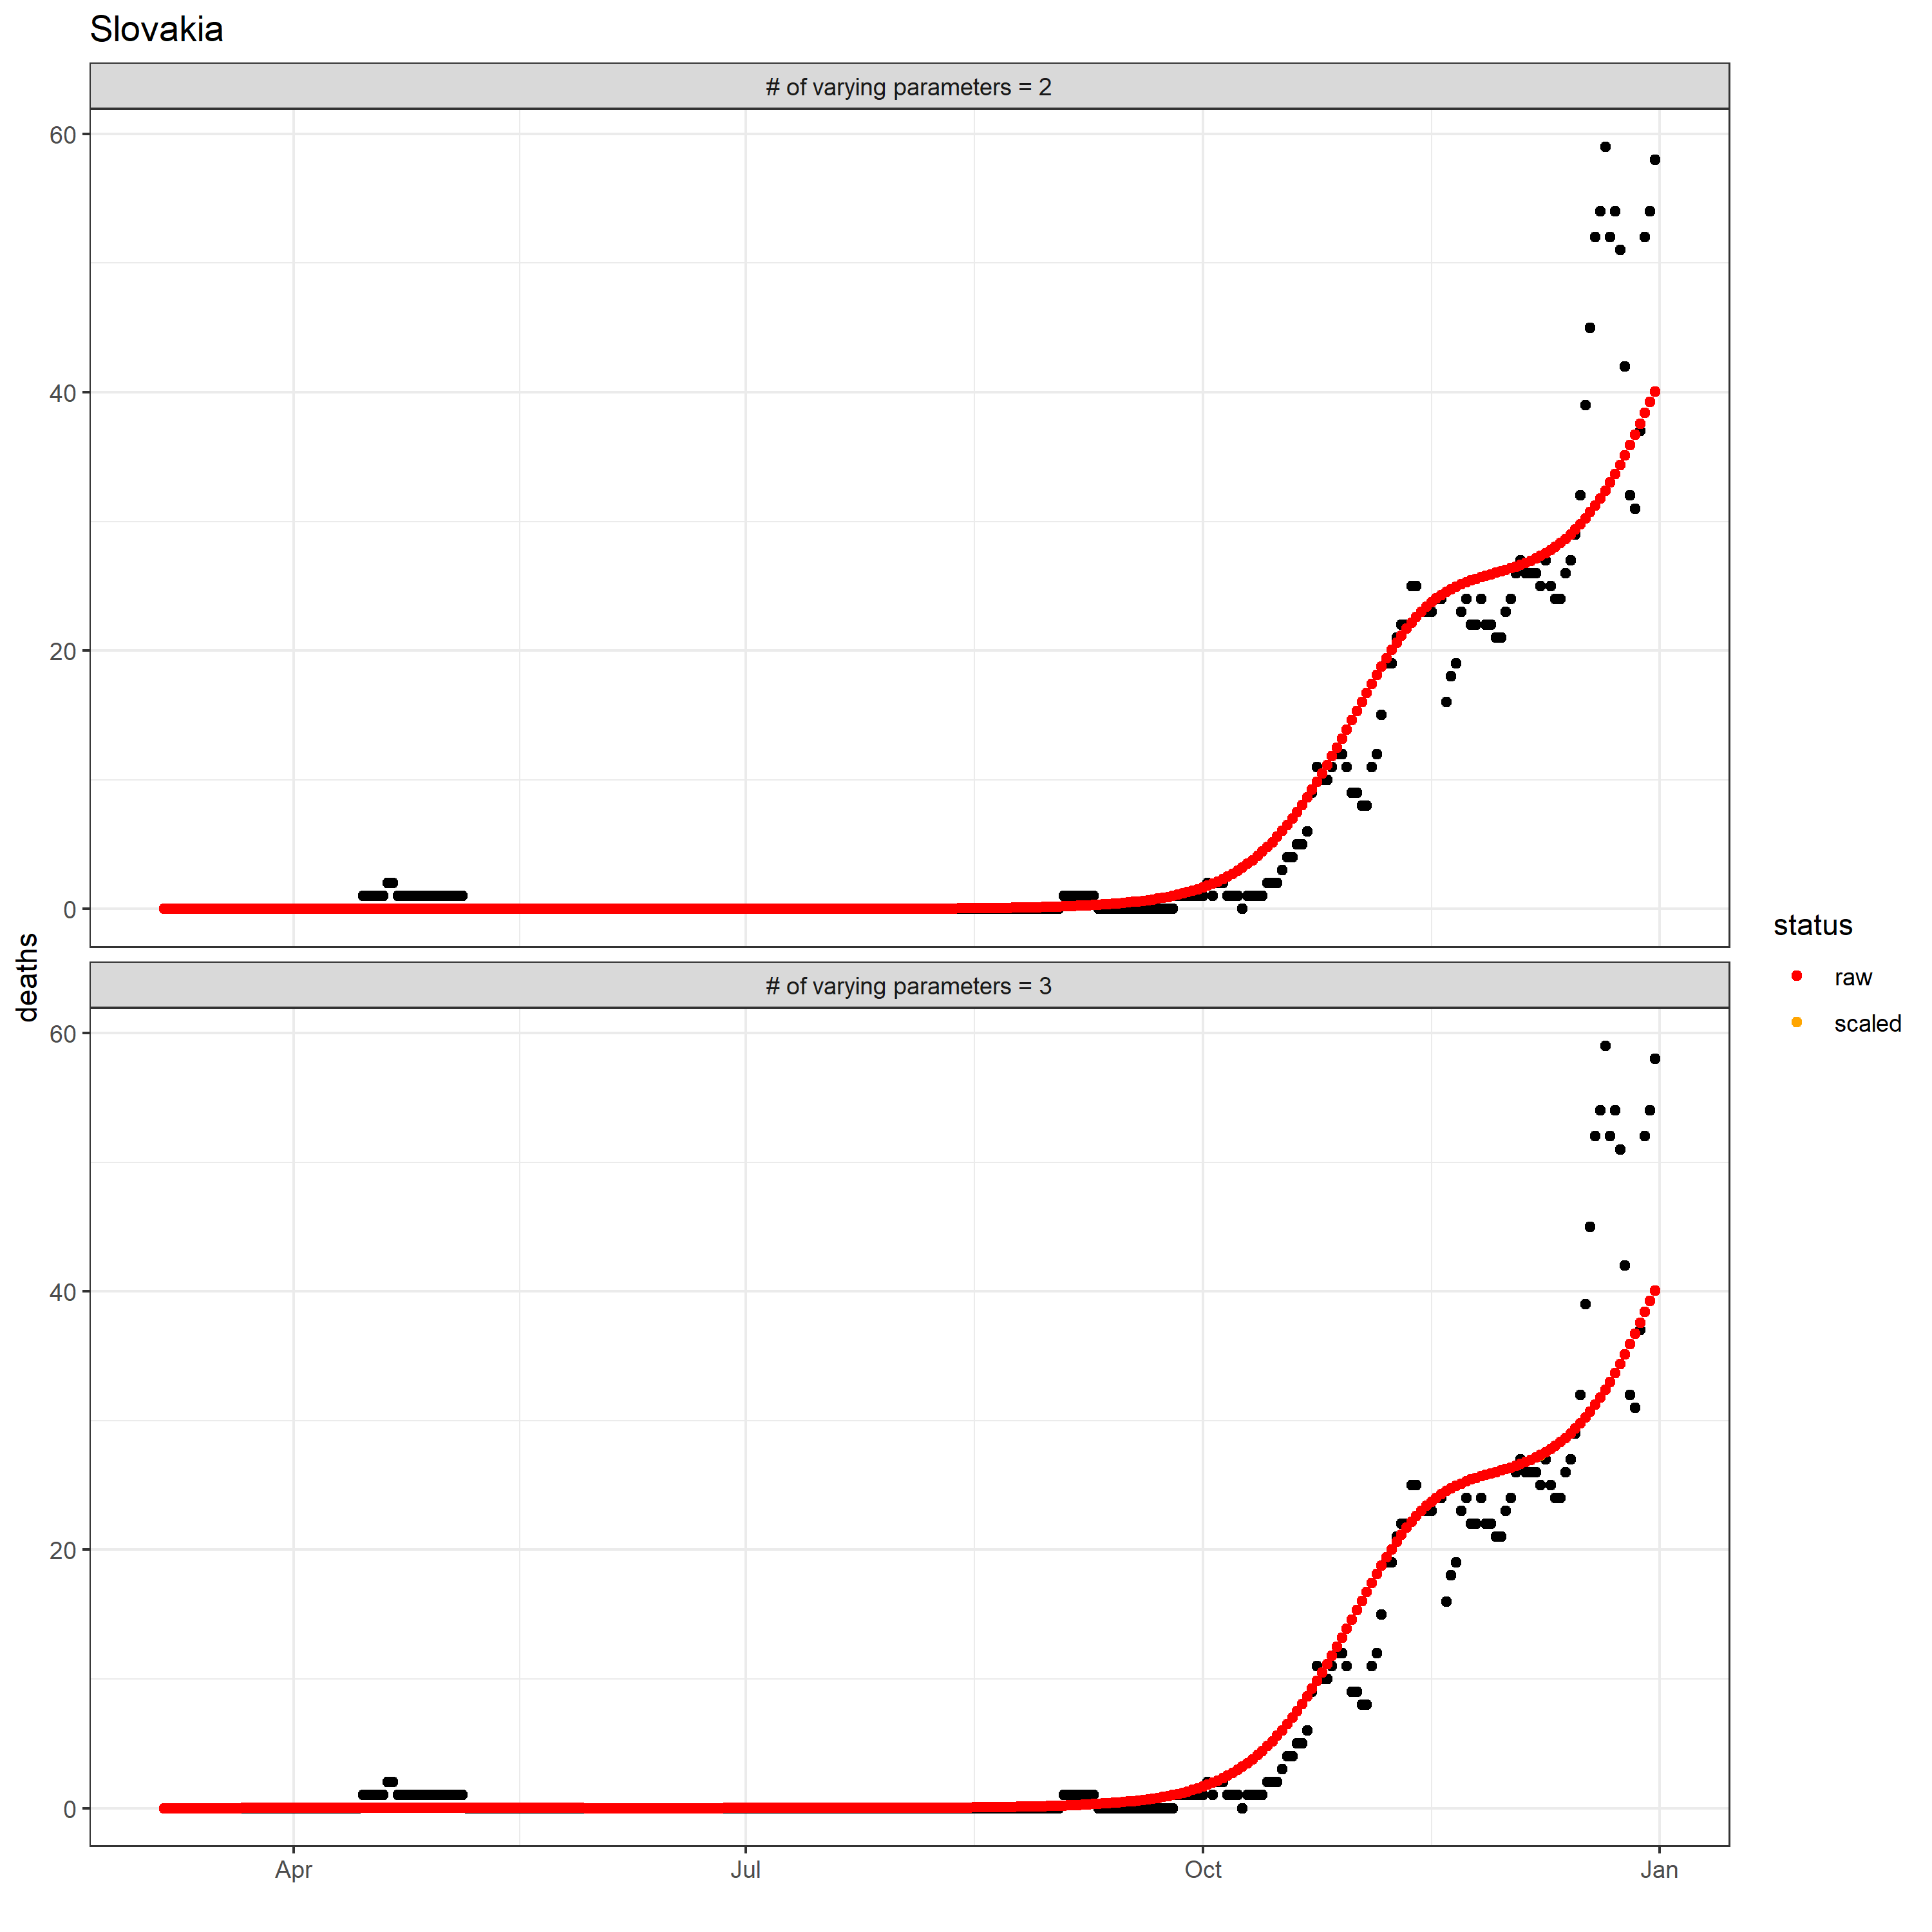 Slovakia
# of varying parameters = 2
60
40
20
0
# of varying parameters = 3
60
40
20
0
deaths
Apr
Jul
Oct
Jan
status
raw
scaled